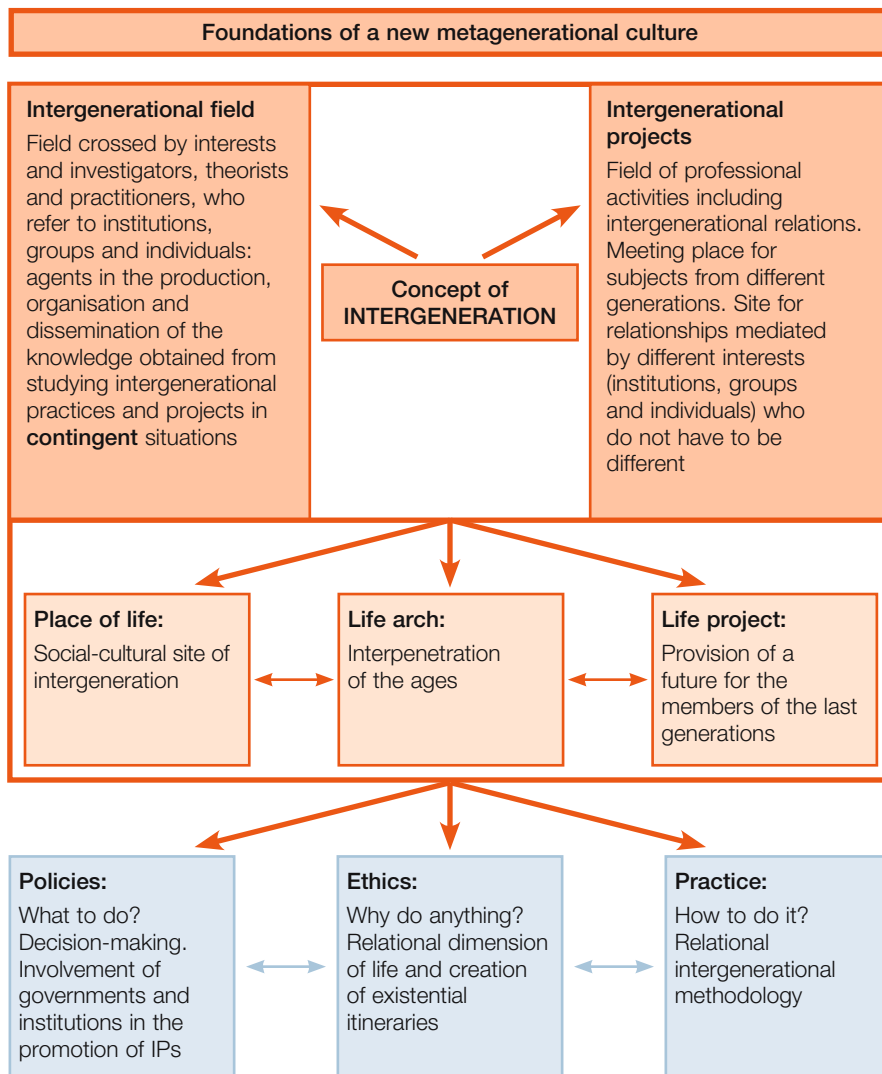 Foundations of a new metagenerational culture
Intergenerational field
Field crossed by interests
and investigators, theorists
and practitioners, who
refer to institutions,
groups and individuals:
agents in the production,
organisation and
dissemination of the
knowledge obtained from
studying intergenerational
practices and projects in
contingent situations
Concept of
INTERGENERATION
Intergenerational
projects
Field of professional
activities including
intergenerational relations.
Meeting place for
subjects from different
generations. Site for
relationships mediated
by different interests
(institutions, groups
and individuals) who
do not have to be
different
Place of life:
Social-cultural site of
intergeneration
Life arch:
Interpenetration
of the ages
Life project:
Provision of a
future for the
members of the last
generations
Policies:
What to do?
Decision-making.
Involvement of
governments and
institutions in the
promotion of IPs
Ethics:
Why do anything?
Relational dimension
of life and creation
of existential
itineraries
Practice:
How to do it?
Relational
intergenerational
methodology